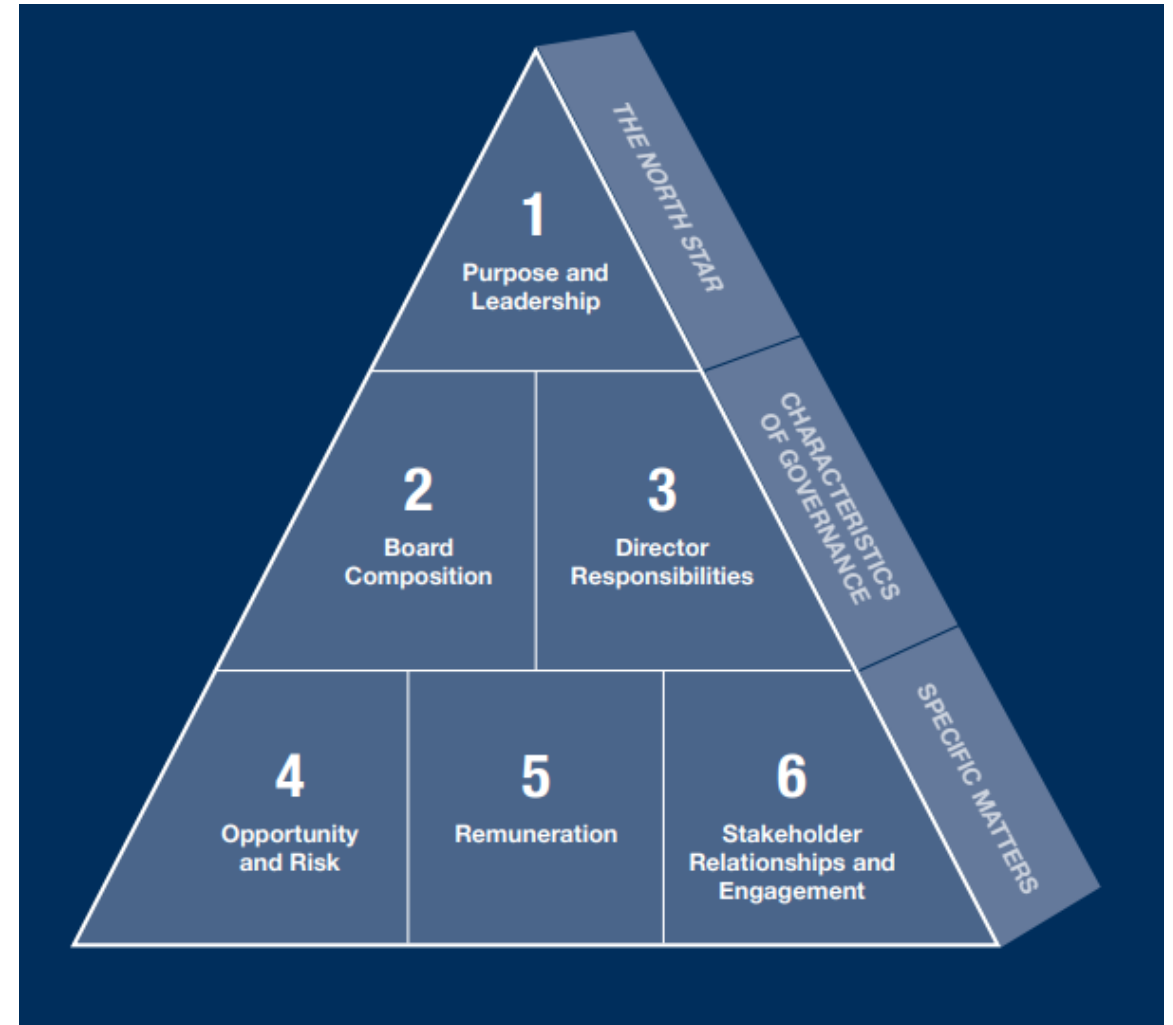 THE NORTH STAR
1
Purpose and
Leadership
CHARACTERISTICS
OF GOVERNANCE
2
Board
Composition
3
Director
Responsibilities
SPECIFIC MATTERS
4
Opportunity
and Risk
5
Remuneration
6
Stakeholder
Relationships and
Engagement